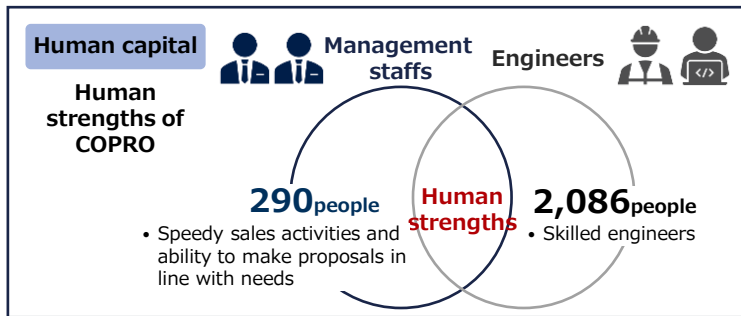 Human capital
Human
strengths of
COPRO
Management
staffs
Engineers
</>
290people
• Speedy sales activities and
ability to make proposals in
line with needs
Human
strengths
2,086people
• Skilled engineers